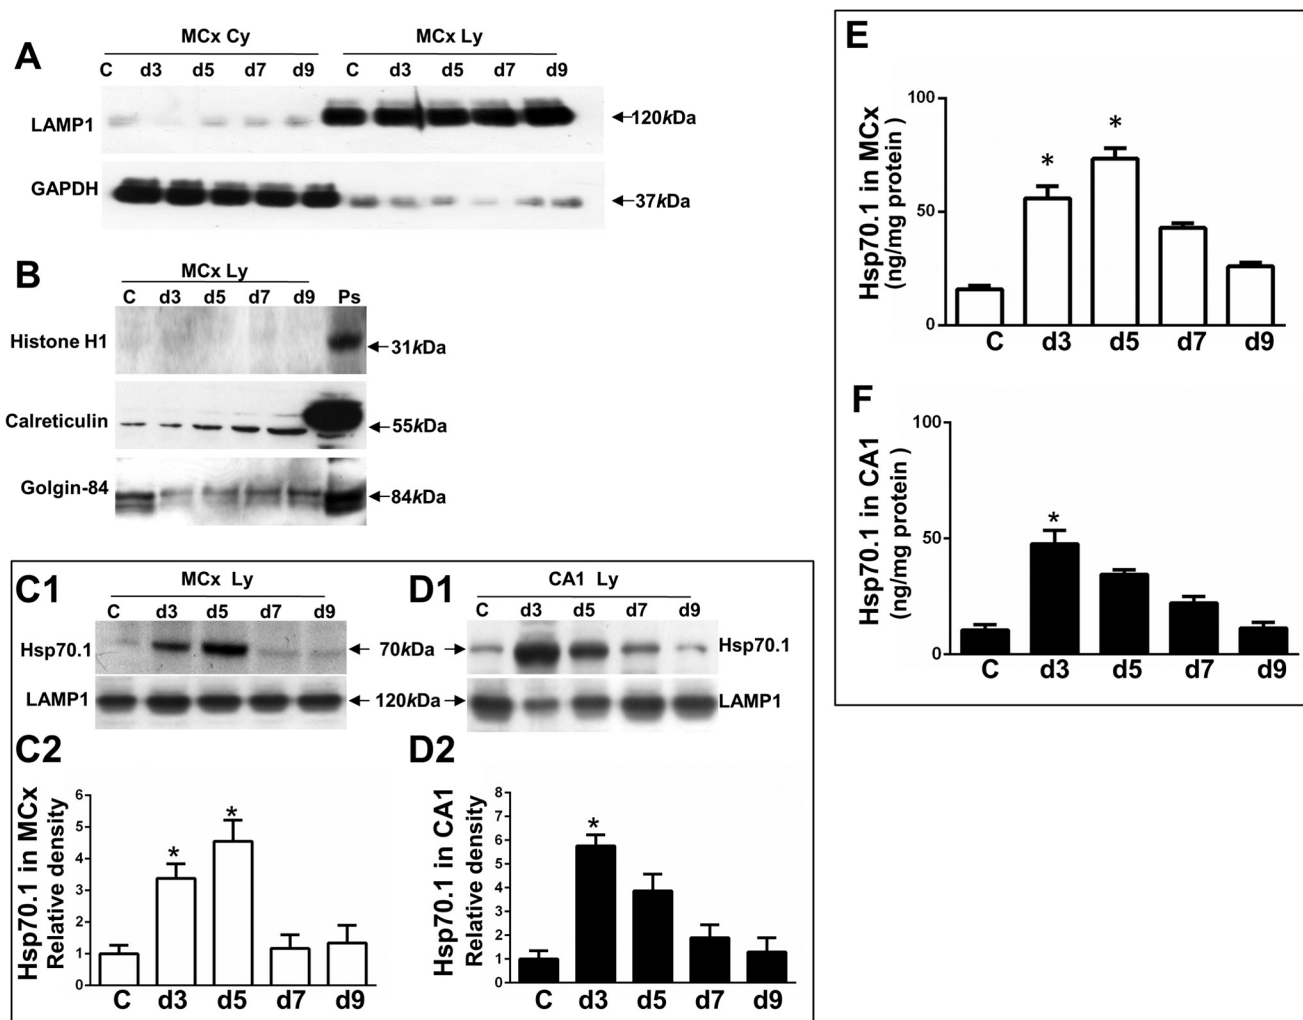 A
MCx Cy
MCx Ly
C d3 d5 d7 d9 C d3 d5 d7 d9
LAMP1
120kDa
GAPDH
37kDa
B
MCx Ly
C d3 d5 d7 d9 Ps
Histone H1
31kDa
Calreticulin
55kDa
Golgin-84
84kDa
C1
MCx Ly
C d3 d5 d7 d9
Hsp70.1
70kDa
LAMP1
120kDa
D1
CA1 Ly
C d3 d5 d7 d9
Hsp70.1
LAMP1
C2
Hsp70.1 in MCx
Relative density
6
5
4
3
2
1
0
*
*
C d3 d5 d7 d9
D2
Hsp70.1 in CA1
Relative density
8
7
6
5
4
3
2
1
0
*
C d3 d5 d7 d9
E
Hsp70.1 in MCx
(ng/mg protein )
100
50
0
*
*
C d3 d5 d7 d9
F
Hsp70.1 in CA1
(ng/mg protein )
100
50
0
*
C d3 d5 d7 d9